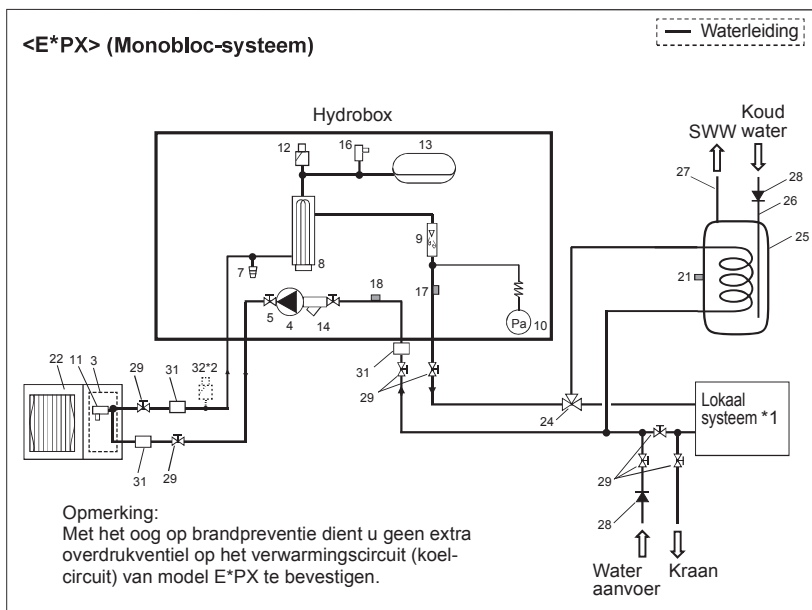 <E*PX> (Monobloc-systeem)
Waterleiding
Hydrobox
SWW
Koud
water
12
16
13
27
28
26
25
9
8
7
21
18
17
5
4
14
Pa
10
22
11
3
29
31
32*2
31
29
24
Lokaal
systeem *1
31
29
29
28
Opmerking:
Met het oog op brandpreventie dient u geen extra
overdrukventiel op het verwarmingscircuit (koel-
circuit) van model E*PX te bevestigen.
Water
aanvoer
Kraan